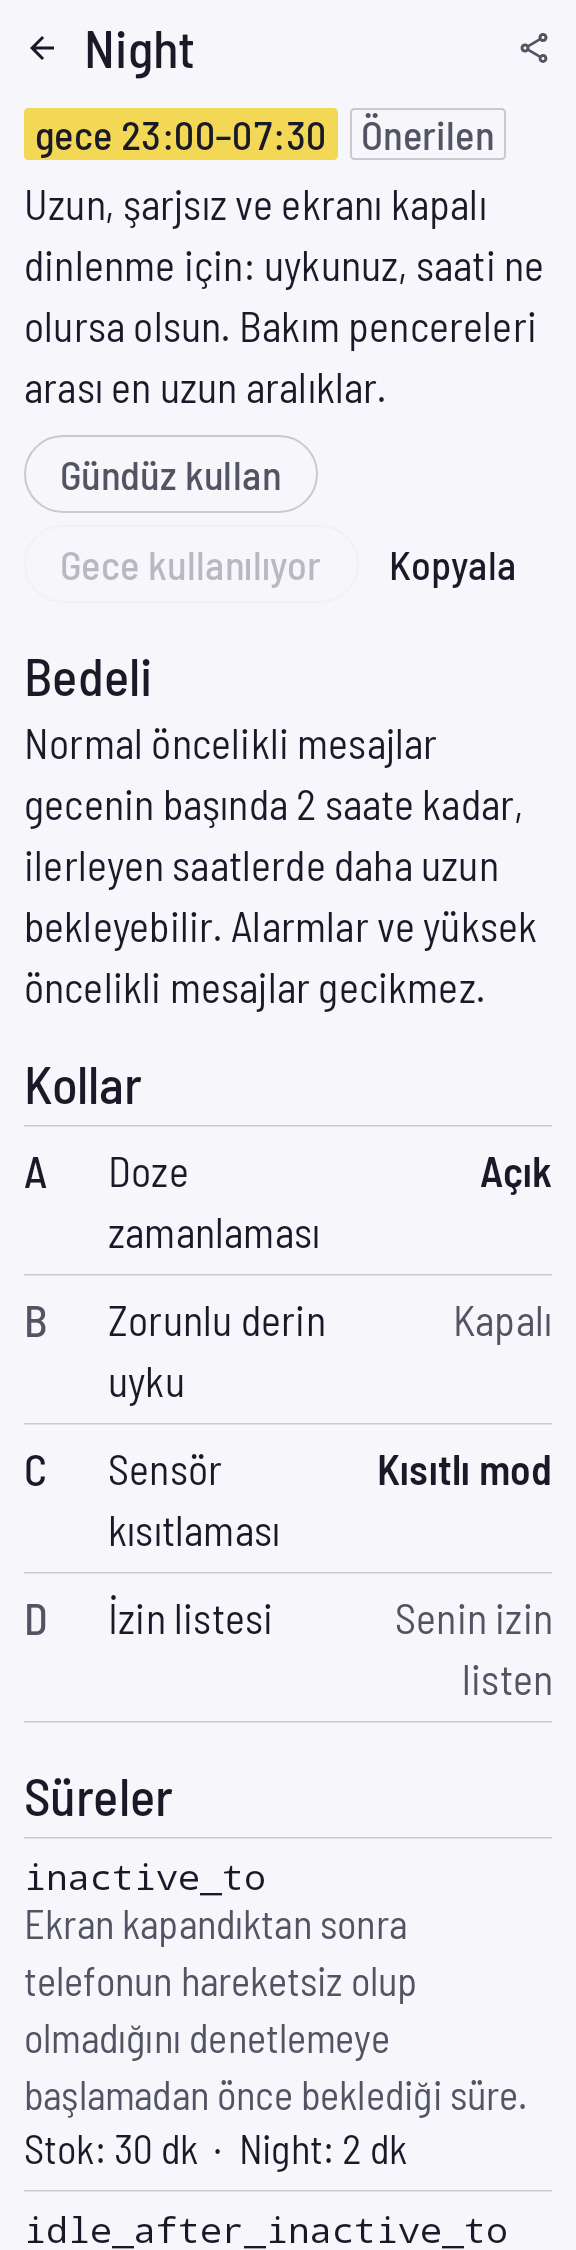 Night
gece 23:00–07:30 Önerilen
Uzun, şarjsız ve ekranı kapalı
dinlenme için: uykunuz, saati ne
olursa olsun. Bakım pencereleri
arası en uzun aralıklar.
Gündüz kullan
Gece kullanılıyor Kopyala
Bedeli
Normal öncelikli mesajlar
gecenin başında 2 saate kadar,
ilerleyen saatlerde daha uzun
bekleyebilir. Alarmlar ve yüksek
öncelikli mesajlar gecikmez.
Kollar
A Doze Açık
zamanlaması
B Zorunlu derin Kapalı
uyku
C Sensör Kısıtlı mod
kısıtlaması
D İzin listesi Senin izin
listen
Süreler
inactive_to
Ekran kapandıktan sonra
telefonun hareketsiz olup
olmadığını denetlemeye
başlamadan önce beklediği süre.
Stok: 30 dk · Night: 2 dk
idle_after_inactive_to